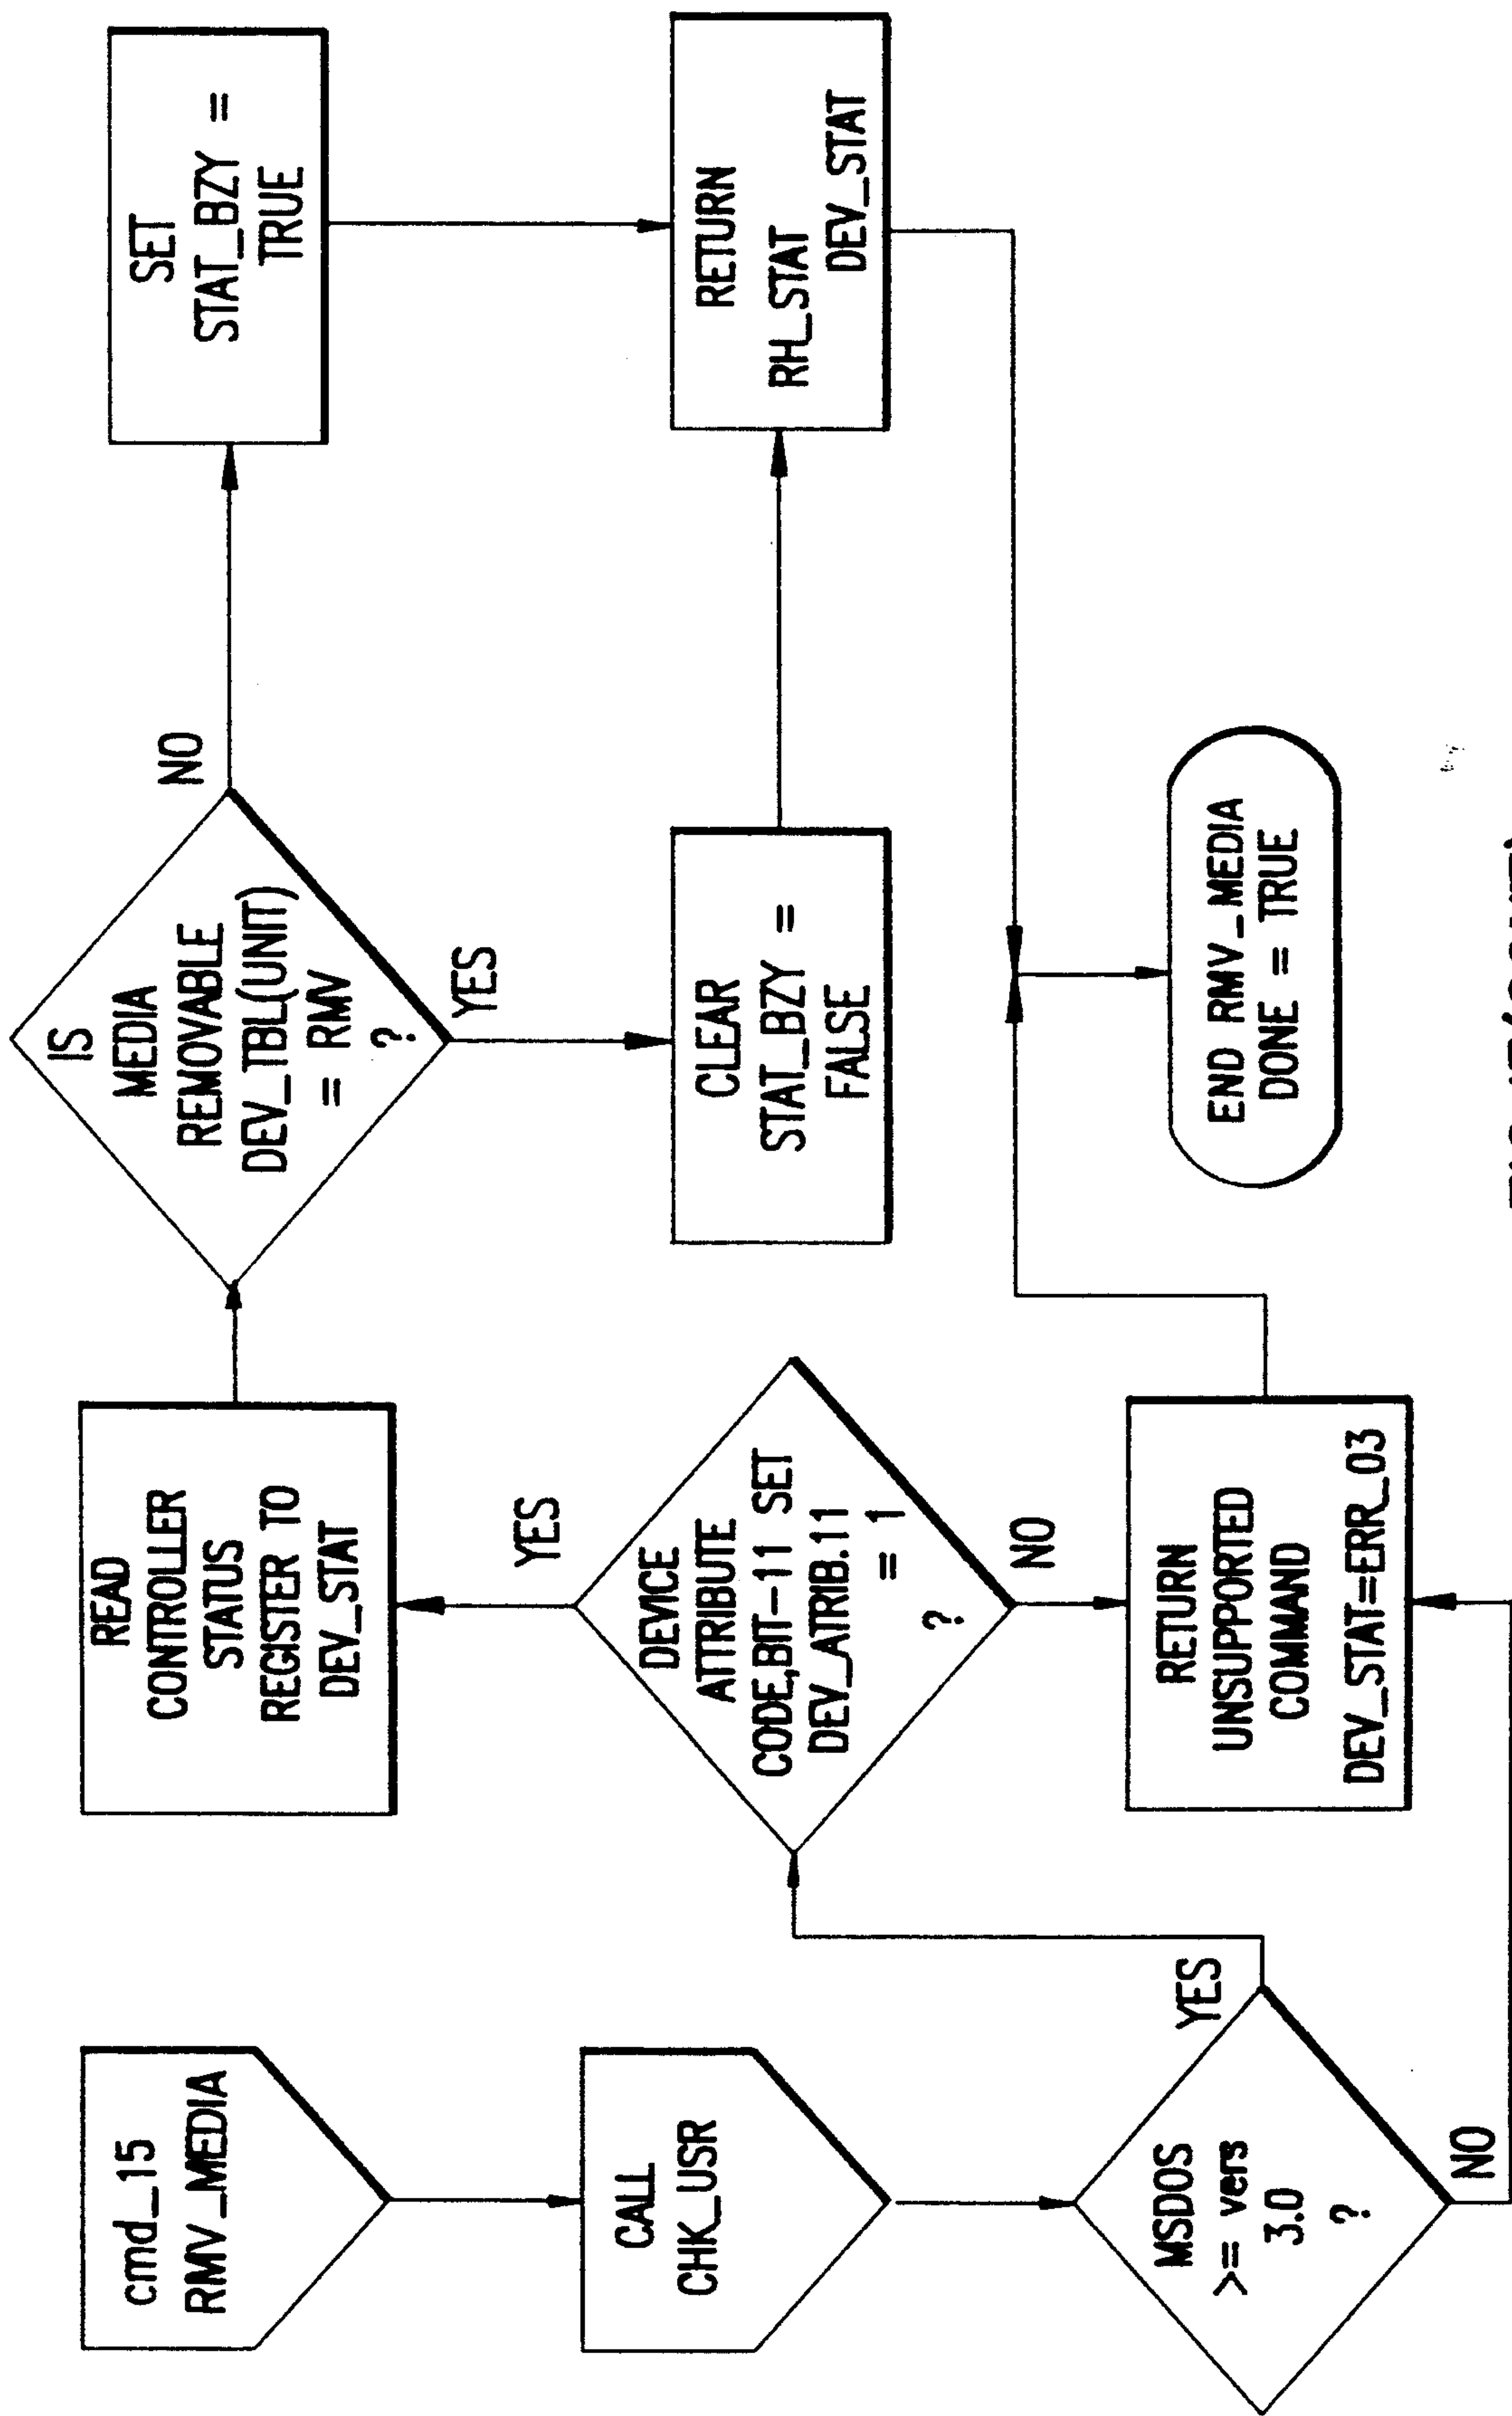 cmd_15
RMV_MEDIA
CALL
CHK_USR
MSDOS
>= vers
3.0
?
YES
NO
DEVICE
ATTRIBUTE
CODE,BIT-11 SET
DEV_ATRIB.11
= 1
?
YES
NO
READ
CONTROLLER
STATUS
REGISTER TO
DEV_STAT
RETURN
UNSUPPORTED
COMMAND
DEV_STAT=ERR_03
IS
MEDIA
REMOVABLE
DEV_TBL(UNIT)
= RMV
?
NO
YES
SET
STAT_BZY =
TRUE
CLEAR
STAT_BZY =
FALSE
RETURN
RH_STAT
DEV_STAT
END RMV_MEDIA
DONE = TRUE